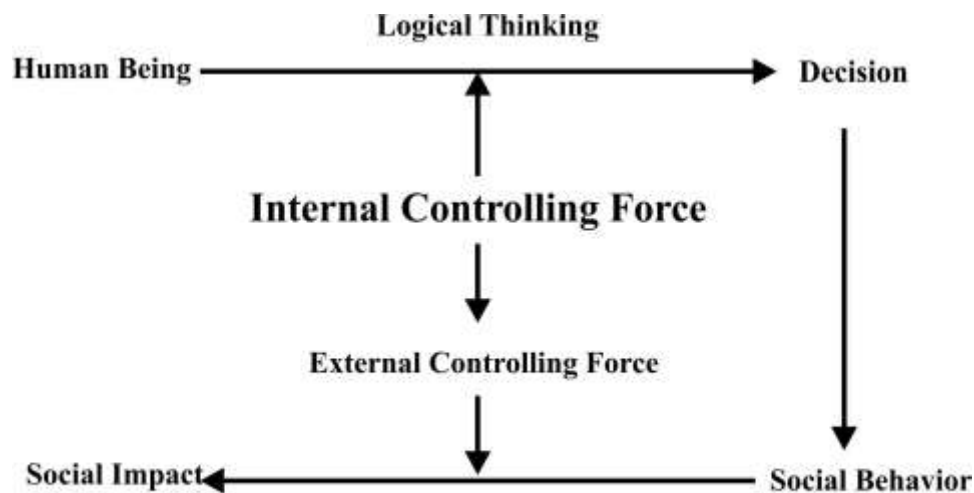 Logical Thinking
Human Being
Decision
Internal Controlling Force
External Controlling Force
Social Impact
Social Behavior